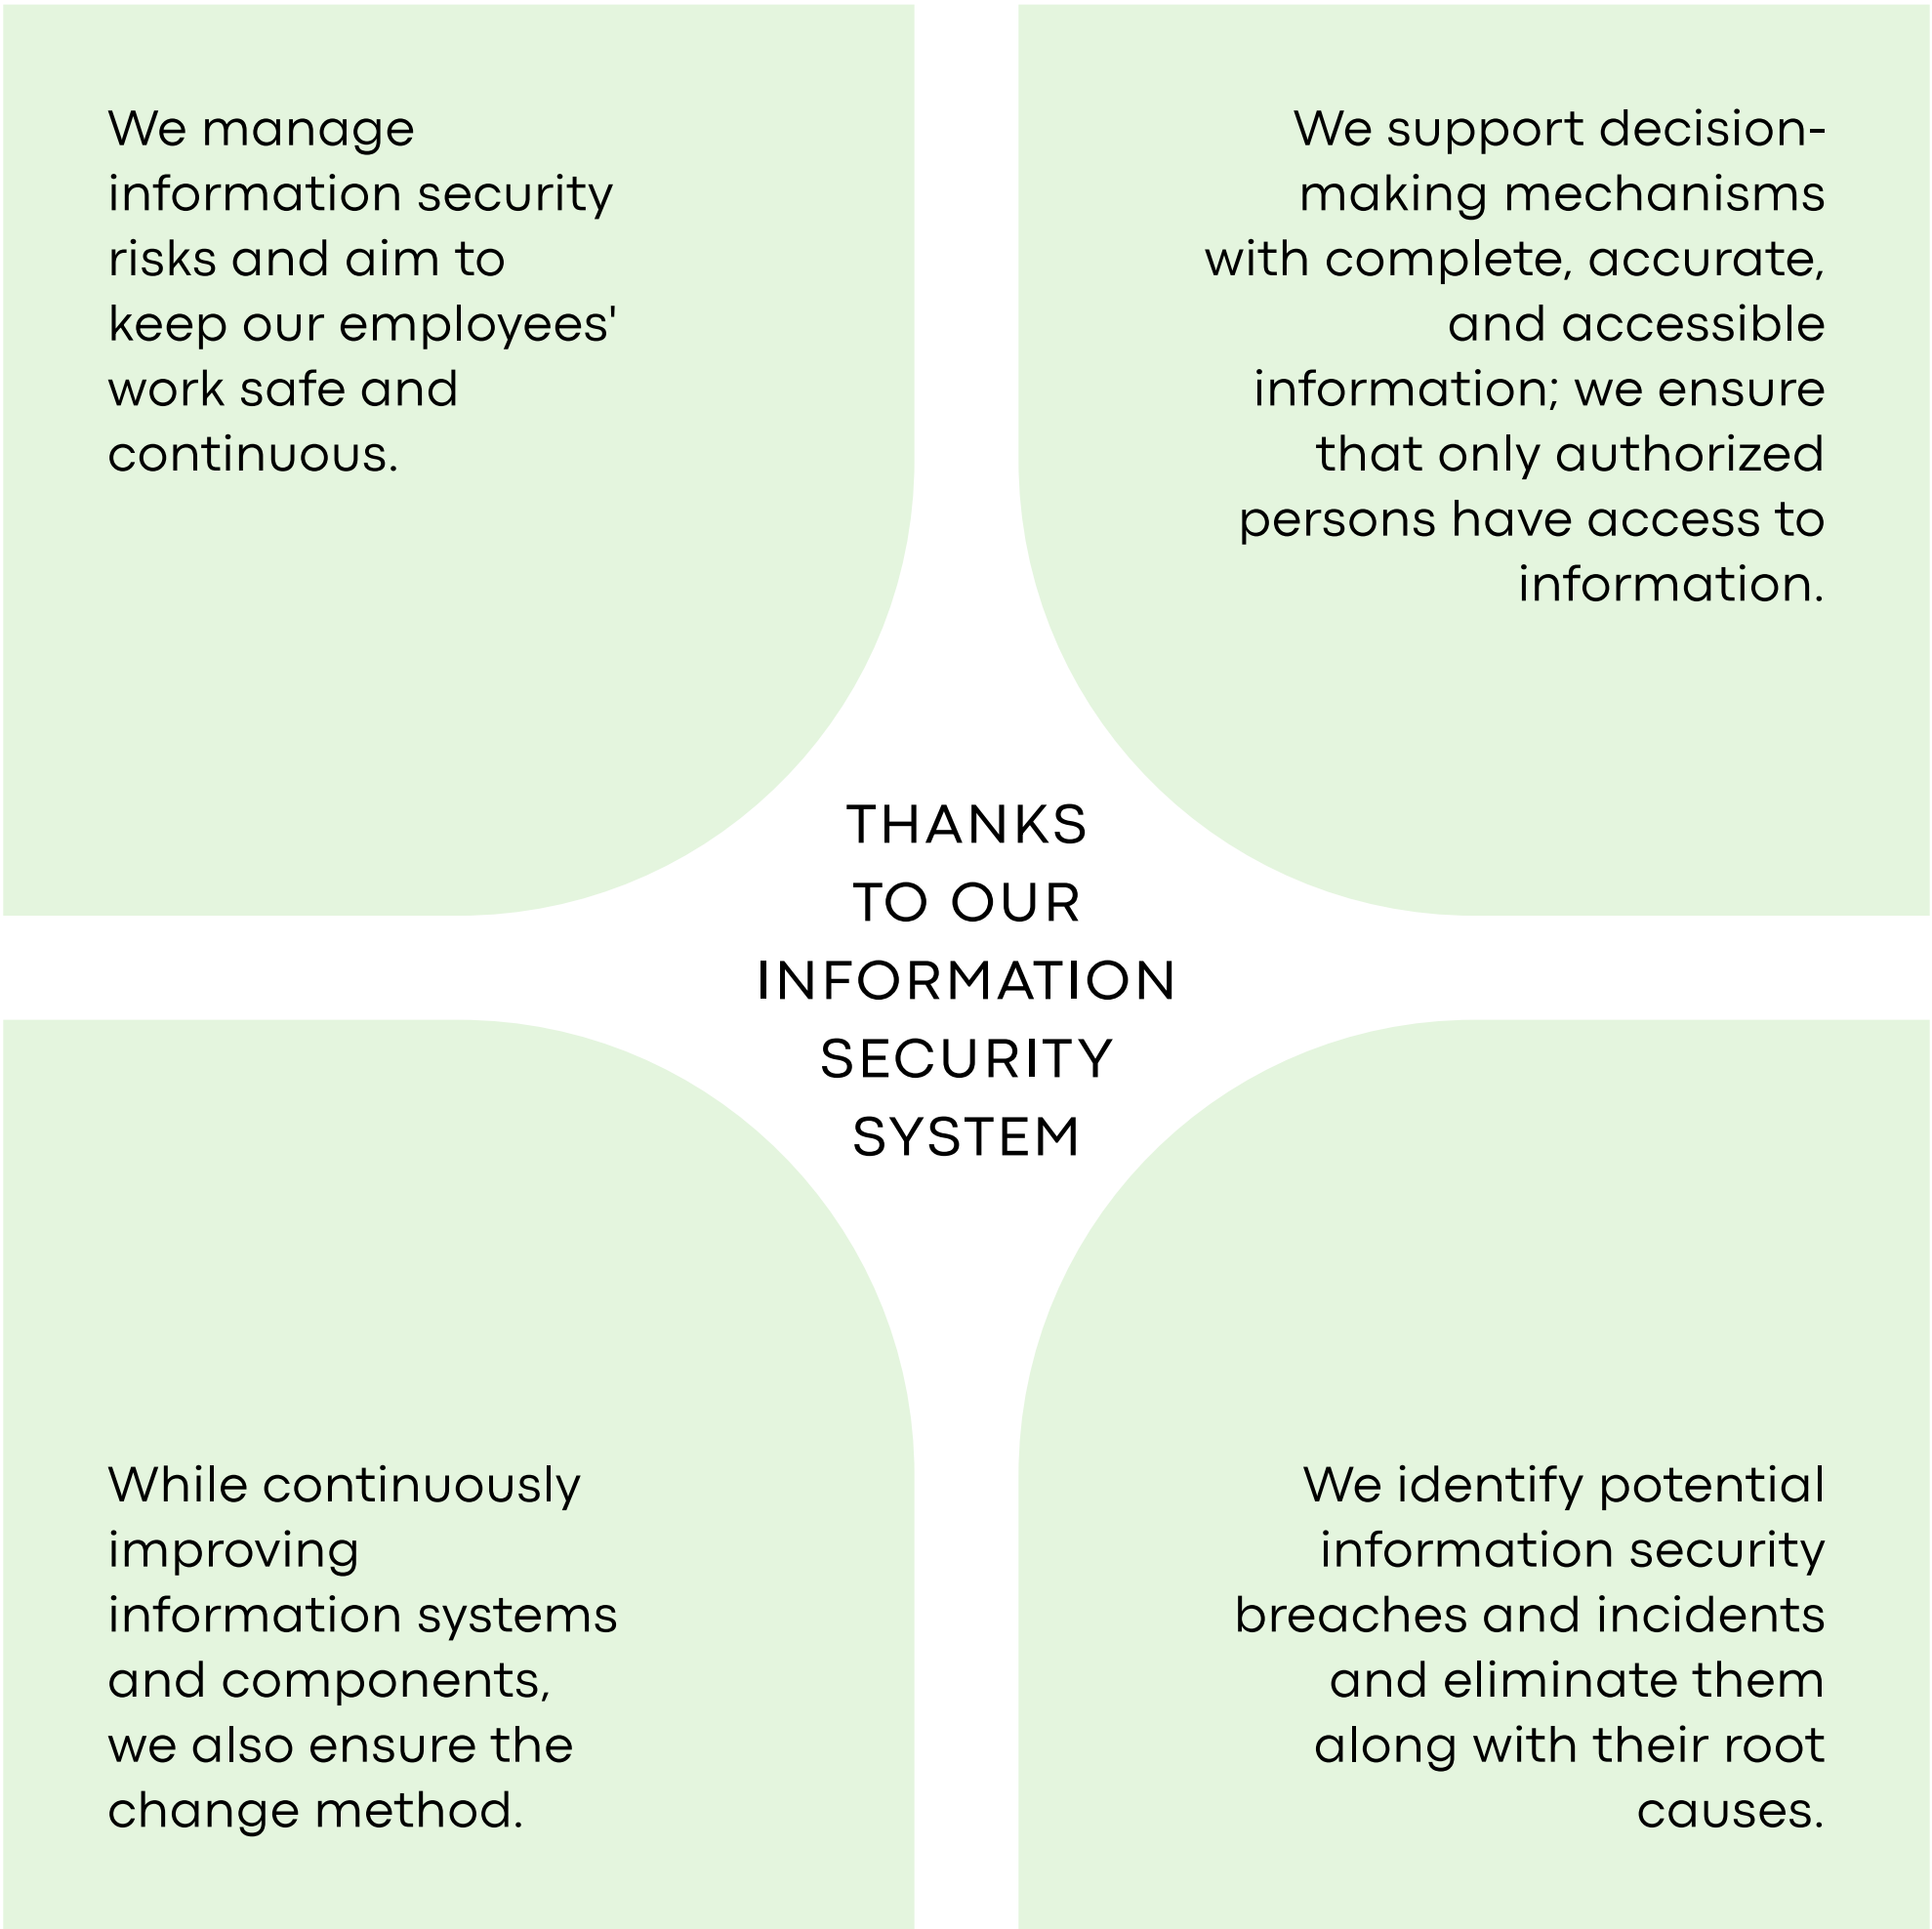 We manage
information security
risks and aim to
keep our employees'
work safe and
continuous.
We support decision-
making mechanisms
with complete, accurate,
and accessible
information; we ensure
that only authorized
persons have access to
information.
THANKS
TO OUR
INFORMATION
SECURITY
SYSTEM
While continuously
improving
information systems
and components,
we also ensure the
change method.
We identify potential
information security
breaches and incidents
and eliminate them
along with their root
causes.